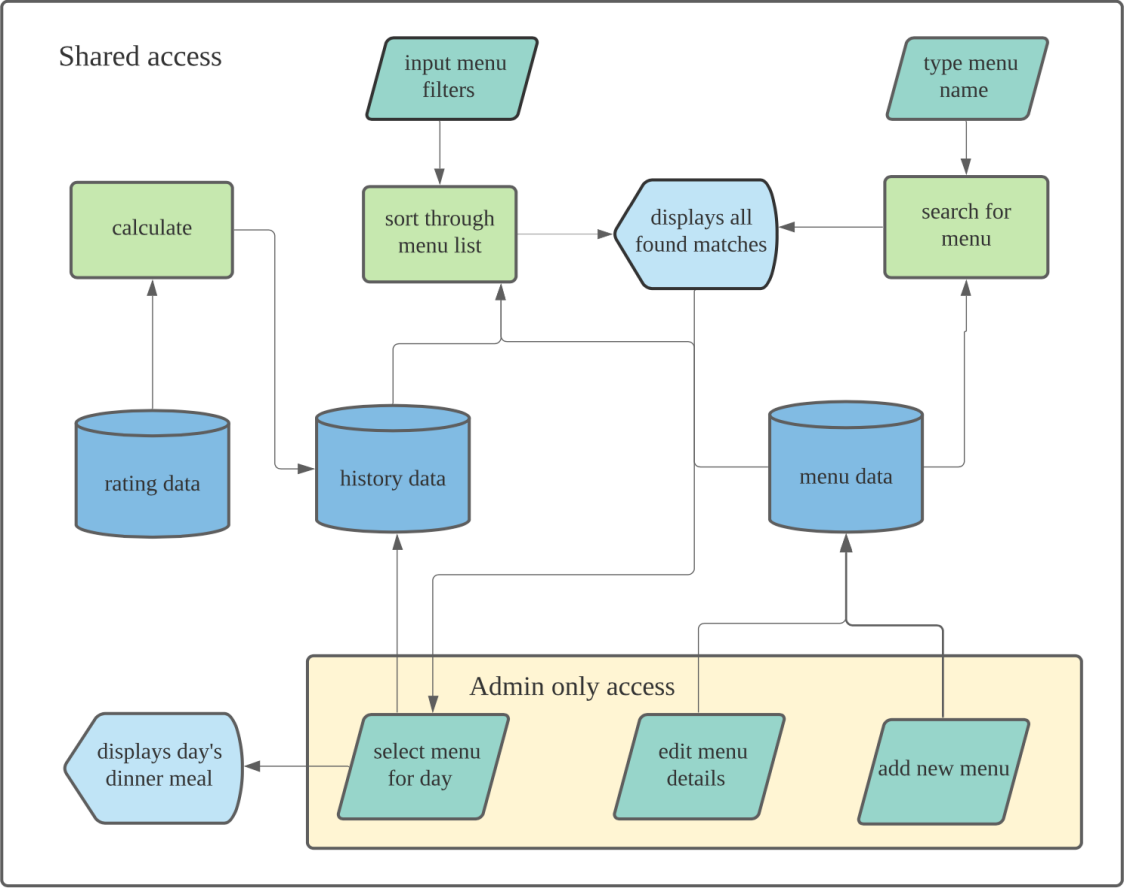 Shared access
input menu
filters
type menu
name
calculate
sort through
menu list
displays all
found matches
search for
menu
rating data
history data
menu data
Admin only access
displays day's
dinner meal
select menu
for day
edit menu
details
add new menu